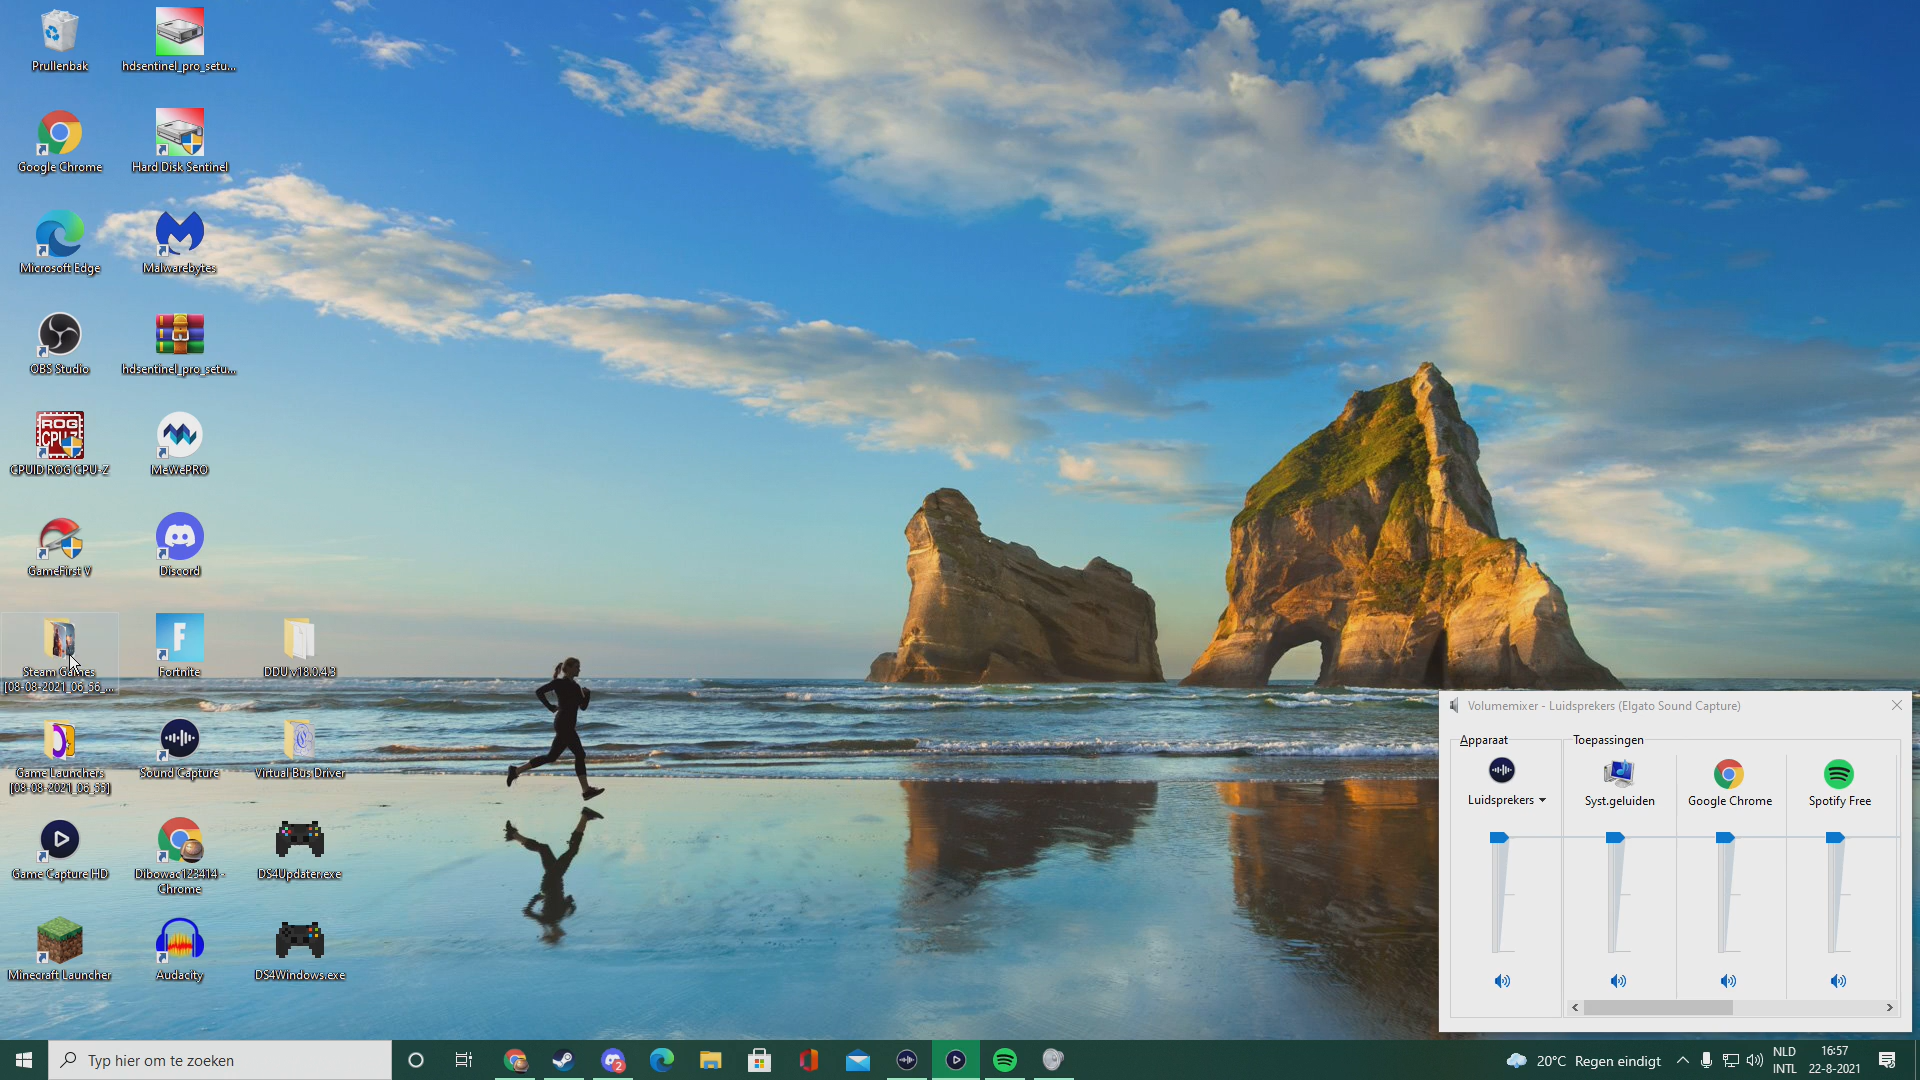 Prullenbak
hdsentinel_pro_setu...
Google Chrome
Hard Disk Sentinel
Microsoft Edge
Malwarebytes
OBS Studio
hdsentinel_pro_setu...
ROG
CPUID ROG CPU-Z
MeWePRO
GameFirst V
Discord
Steam Games
[08-08-2021_06_56_...
Fortnite
DDU v18.0.4.3
Game Launchers
[08-08-2021_06_55]
Sound Capture
Virtual Bus Driver
Game Capture HD
Dibowac123414 -
Chrome
DS4Updater.exe
Minecraft Launcher
Audacity
DS4Windows.exe
Volumemixer - Luidsprekers (Elgato Sound Capture)
Apparaat
Toepassingen
Luidsprekers
Syst.geluiden
Google Chrome
Spotify Free
Typ hier om te zoeken
2
20°C Regen eindigt
NLD
INTL
16:57
22-8-2021